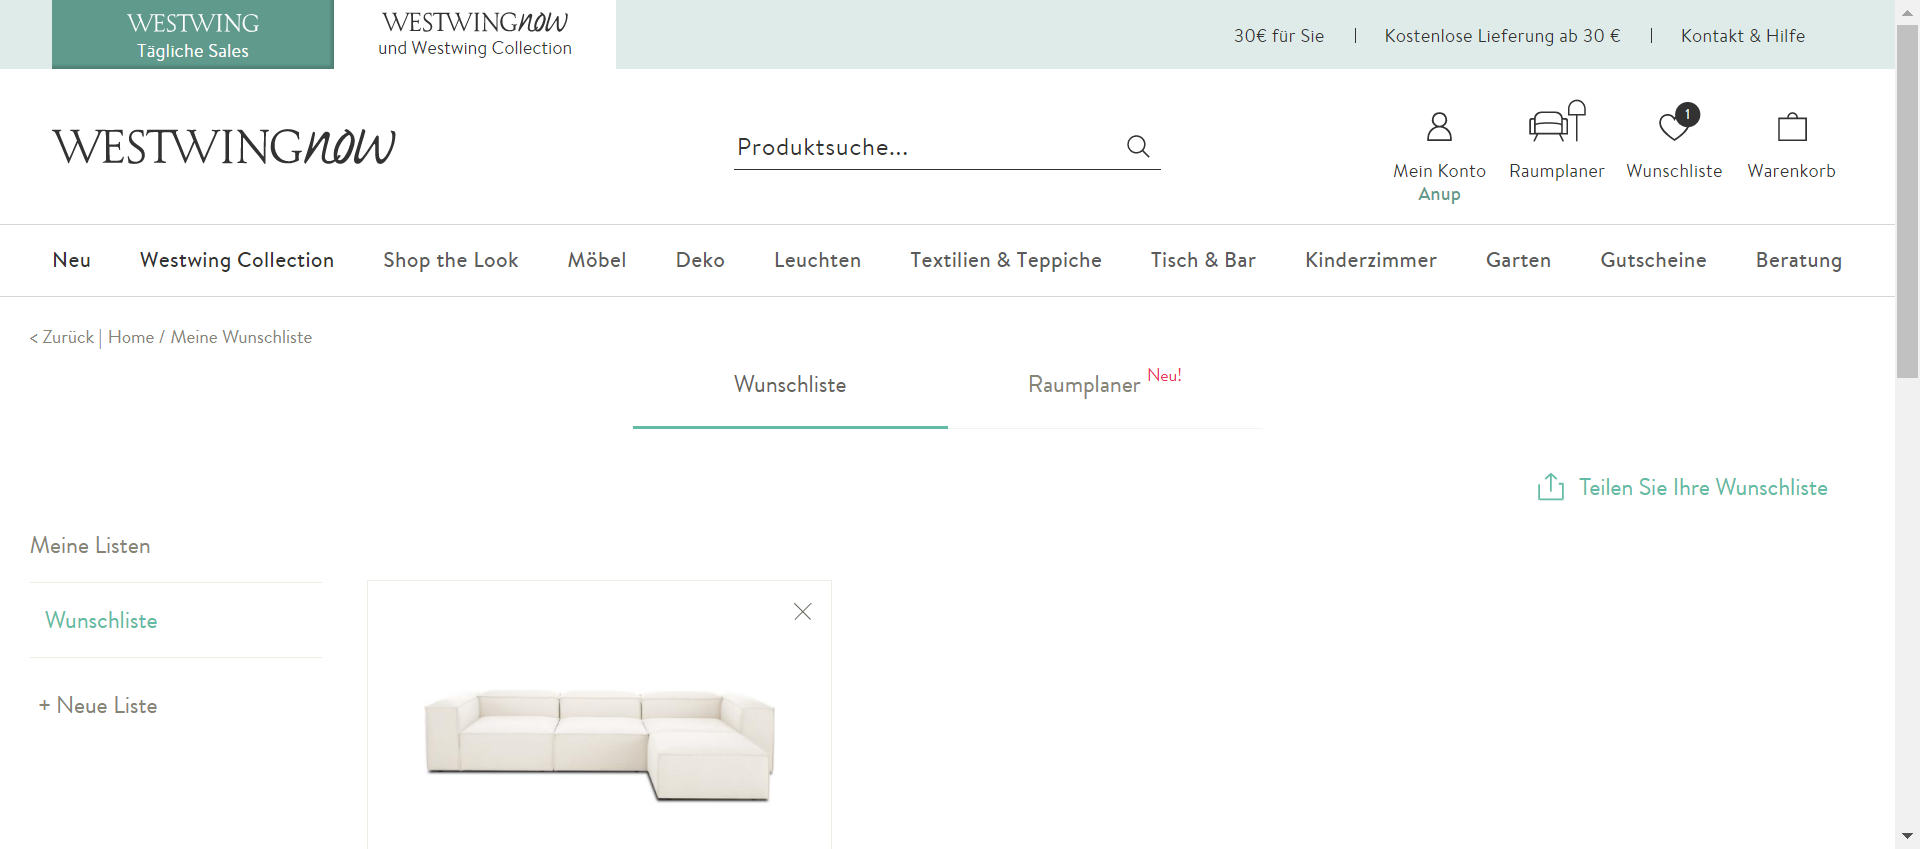 WESTWING
Tägliche Sales
WESTWINGnow
und Westwing Collection
30€ für Sie
Kostenlose Lieferung ab 30 €
Kontakt & Hilfe
WESTWINGnow
Produktsuche...
1
Mein Konto
Anup
Raumplaner
Wunschliste
Warenkorb
Neu
Westwing Collection
Shop the Look
Möbel
Deko
Leuchten
Textilien & Teppiche
Tisch & Bar
Kinderzimmer
Garten
Gutscheine
Beratung
< Zurück | Home / Meine Wunschliste
Wunschliste
Raumplaner Neu!
Teilen Sie Ihre Wunschliste
Meine Listen
Wunschliste
+ Neue Liste